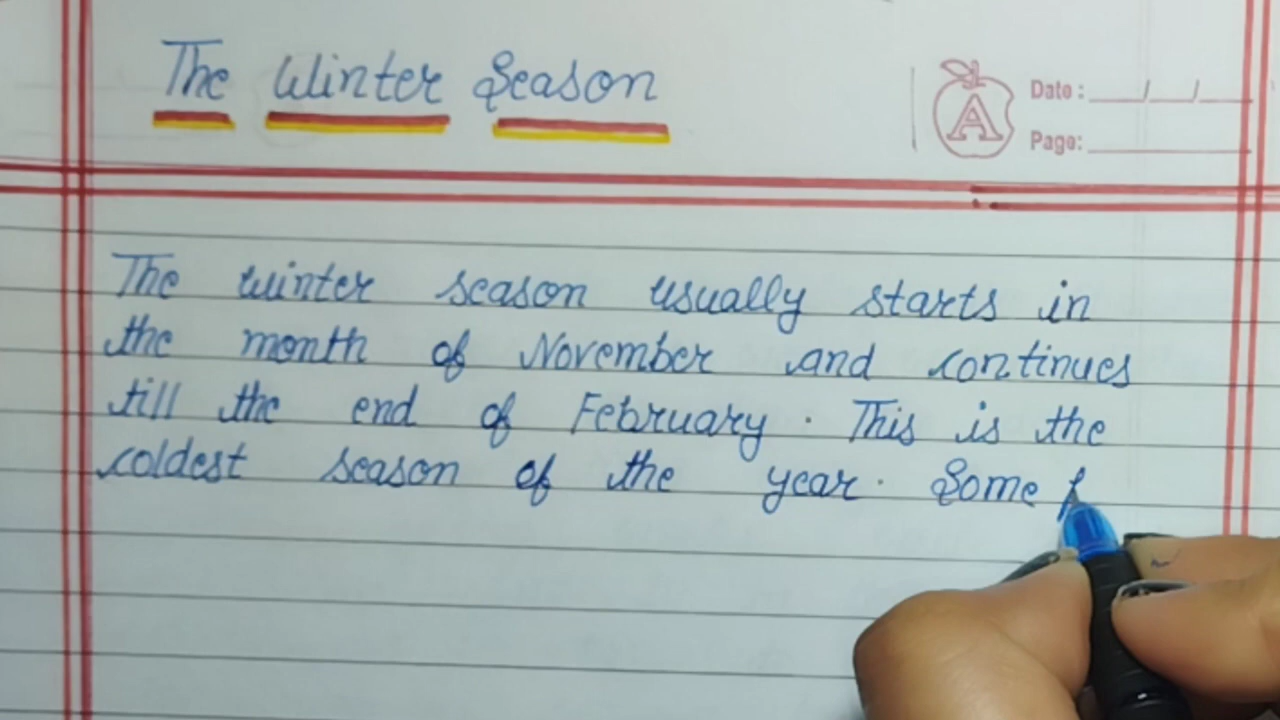 The Winter Season
A
Date : / /
Page:
The winter season usually starts in
the month of November and continues
till the end of February. This is the
coldest season of the year. Some